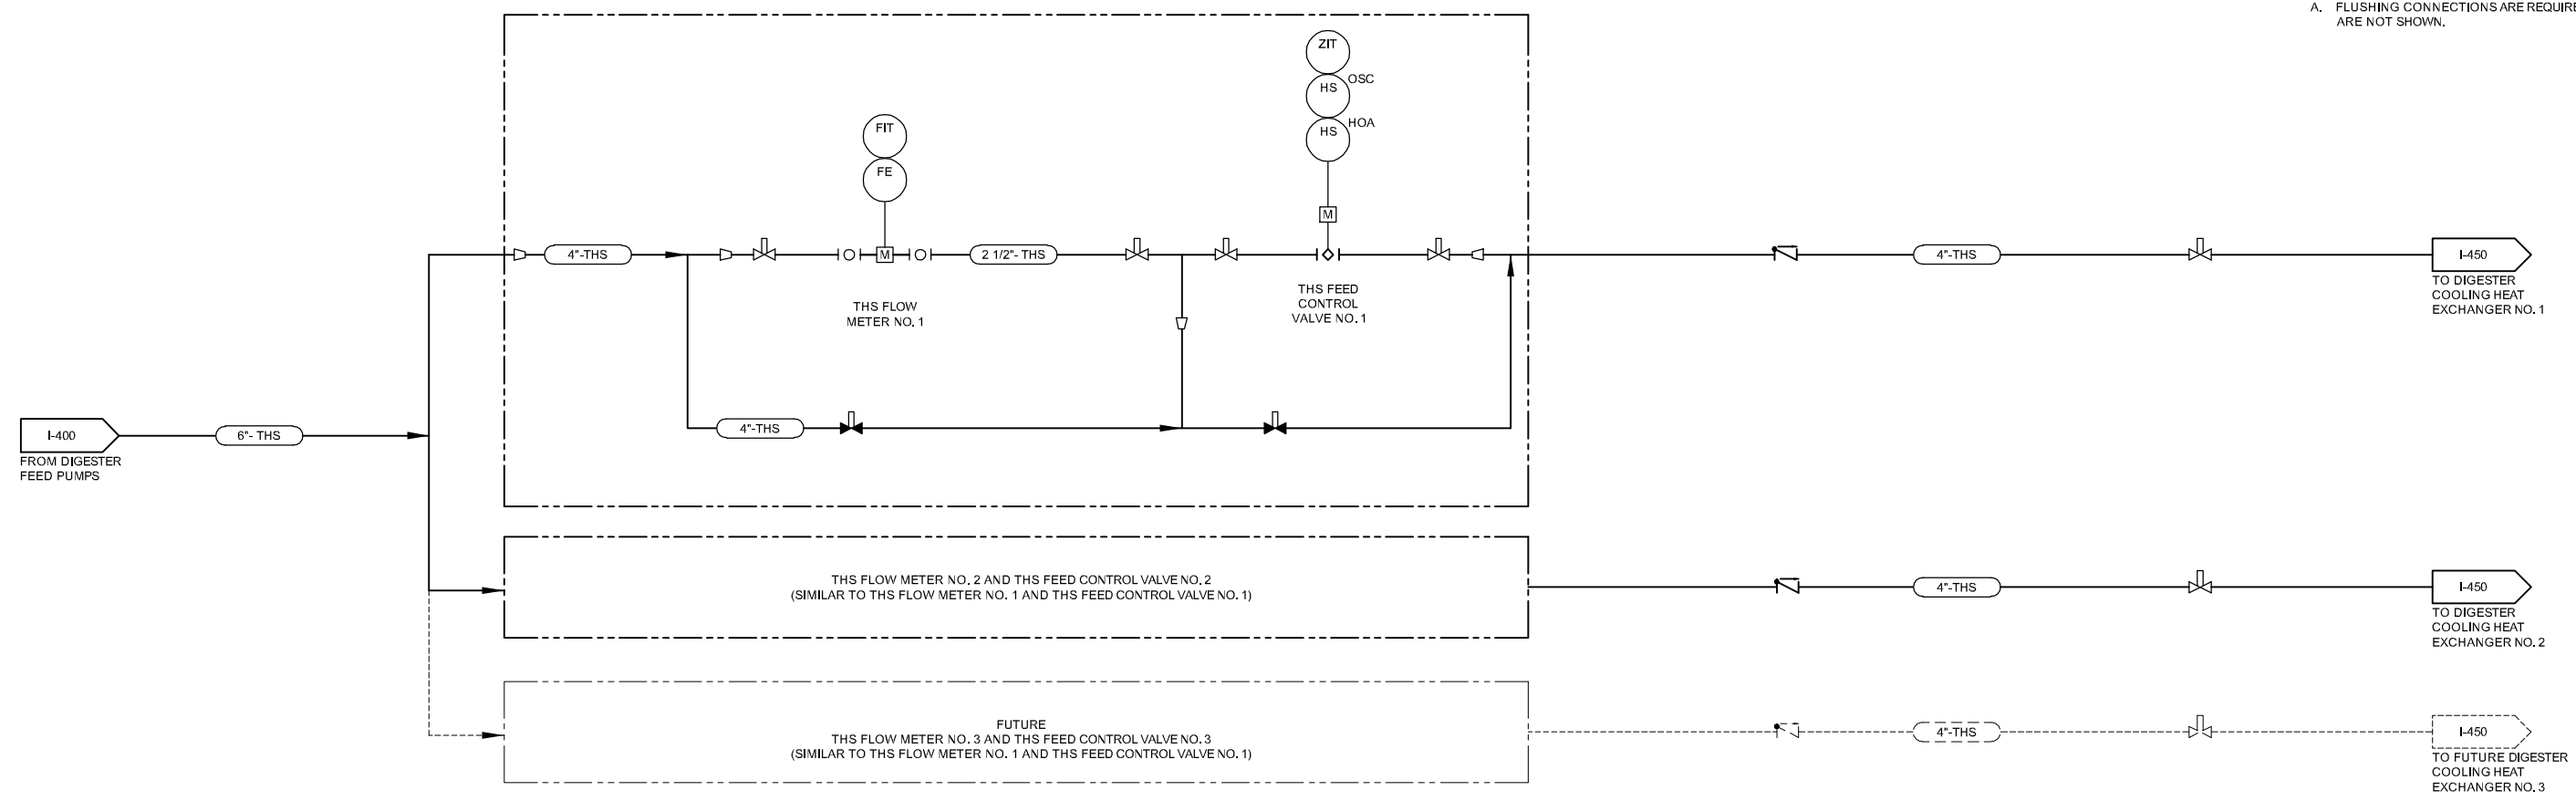 A. FLUSHING CONNECTIONS ARE
ARE NOT SHOWN.
ZIT
HS
OSC
HS
HOA
M
FIT
FE
4"-THS
M
2 1/2"- THS
THS FLOW
METER NO. 1
THS FEED
CONTROL
VALVE NO. 1
4"-THS
I-450
TO DIGESTER
COOLING HEAT
EXCHANGER NO. 1
4"-THS
I-400
FROM DIGESTER
FEED PUMPS
6"- THS
THS FLOW METER NO. 2 AND THS FEED CONTROL VALVE NO. 2
(SIMILAR TO THS FLOW METER NO. 1 AND THS FEED CONTROL VALVE NO. 1)
4"-THS
I-450
TO DIGESTER
COOLING HEAT
EXCHANGER NO. 2
FUTURE
THS FLOW METER NO. 3 AND THS FEED CONTROL VALVE NO. 3
(SIMILAR TO THS FLOW METER NO. 1 AND THS FEED CONTROL VALVE NO. 1)
4"-THS
I-450
TO FUTURE DIGESTER
COOLING HEAT
EXCHANGER NO. 3